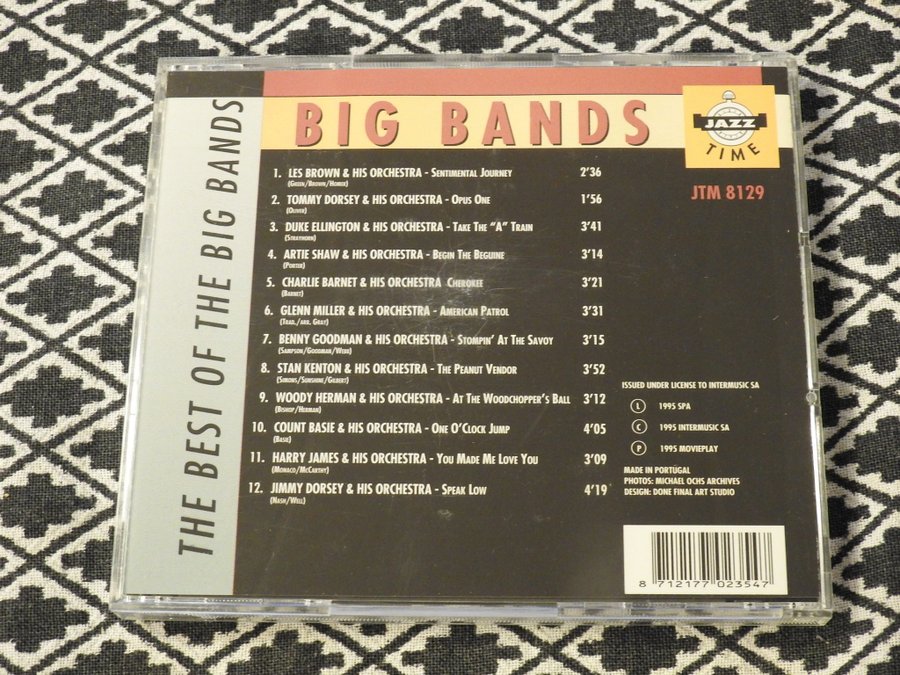 THE BEST OF THE BIG BANDS
BIG BANDS
JAZZ
TIME
JTM 8129
1. LES BROWN & HIS ORCHESTRA - SENTIMENTAL JOURNEY 2'36
(GREEN/BROWN/HOMER)
2. TOMMY DORSEY & HIS ORCHESTRA - OPUS ONE 1'56
(OLIVER)
3. DUKE ELLINGTON & HIS ORCHESTRA - TAKE THE "A" TRAIN 3'41
(STRAYHORN)
4. ARTIE SHAW & HIS ORCHESTRA - BEGIN THE BEGUINE 3'14
(PORTER)
5. CHARLIE BARNET & HIS ORCHESTRA CHEROKEE 3'21
(BARNET)
6. GLENN MILLER & HIS ORCHESTRA - AMERICAN PATROL 3'31
(TRAD./ARR. GRAY)
7. BENNY GOODMAN & HIS ORCHESTRA - STOMPIN' AT THE SAVOY 3'15
(SAMPSON/GOODMAN/WEBB)
8. STAN KENTON & HIS ORCHESTRA - THE PEANUT VENDOR 3'52
(SIMONS/SUNSHINE/GILBERT)
9. WOODY HERMAN & HIS ORCHESTRA - AT THE WOODCHOPPER'S BALL 3'12
(BISHOP/HERMAN)
10. COUNT BASIE & HIS ORCHESTRA - ONE O'CLOCK JUMP 4'05
(BASIE)
11. HARRY JAMES & HIS ORCHESTRA - YOU MADE ME LOVE YOU 3'09
(MONACO/MCCARTHY)
12. JIMMY DORSEY & HIS ORCHESTRA - SPEAK LOW 4'19
(NASH/WEILL)
ISSUED UNDER LICENSE TO INTERMUSIC SA
L 1995 SPA
C 1995 INTERMUSIC SA
P 1995 MOVIEPLAY
MADE IN PORTUGAL
PHOTOS: MICHAEL OCHS ARCHIVES
DESIGN: DONE FINAL ART STUDIO
8 712177 023547